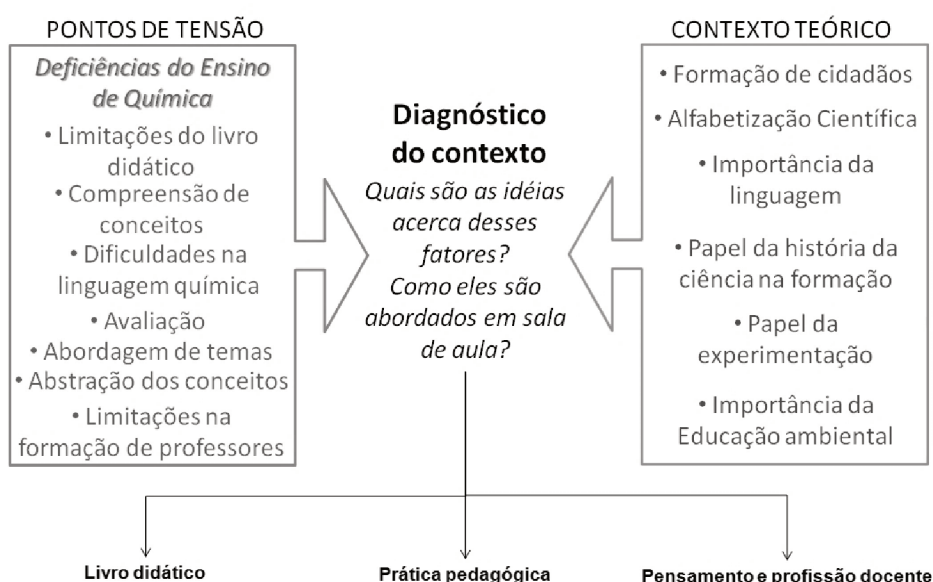 PONTOS DE TENSÃO
Deficiências do Ensino
de Química
• Limitações do livro
didático
• Compreensão de
conceitos
• Dificuldades na
linguagem química
• Avaliação
• Abordagem de temas
• Abstração dos conceitos
• Limitações na
formação de professores
Diagnóstico
do contexto
Quais são as idéias
acerca desses
fatores?
Como eles são
abordados em sala
de aula?
CONTEXTO TEÓRICO
• Formação de cidadãos
• Alfabetização Científica
• Importância da
linguagem
• Papel da história da
ciência na formação
• Papel da
experimentação
• Importância da
Educação ambiental
Livro didático
Prática pedagógica
Pensamento e profissão docente